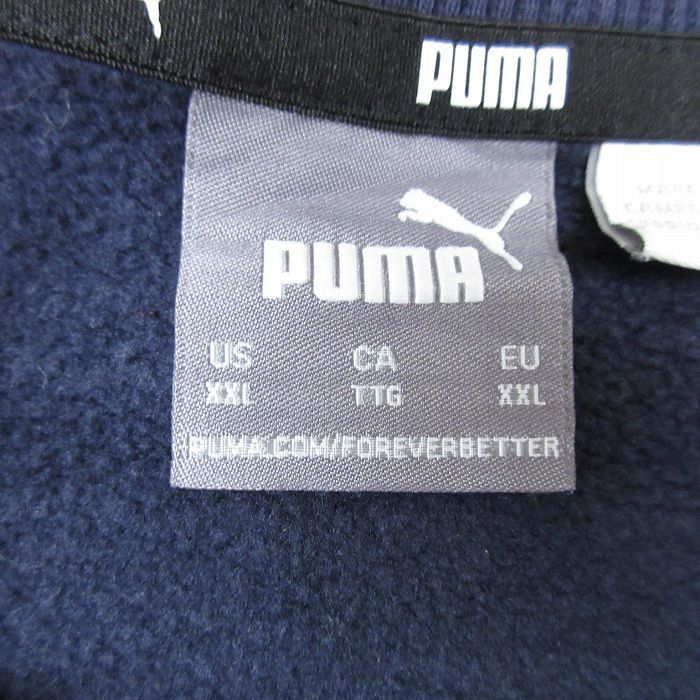 PUMA
PUMA
US CA EU
XXL TTG XXL
PUMA.COM/FOREVERBETTER